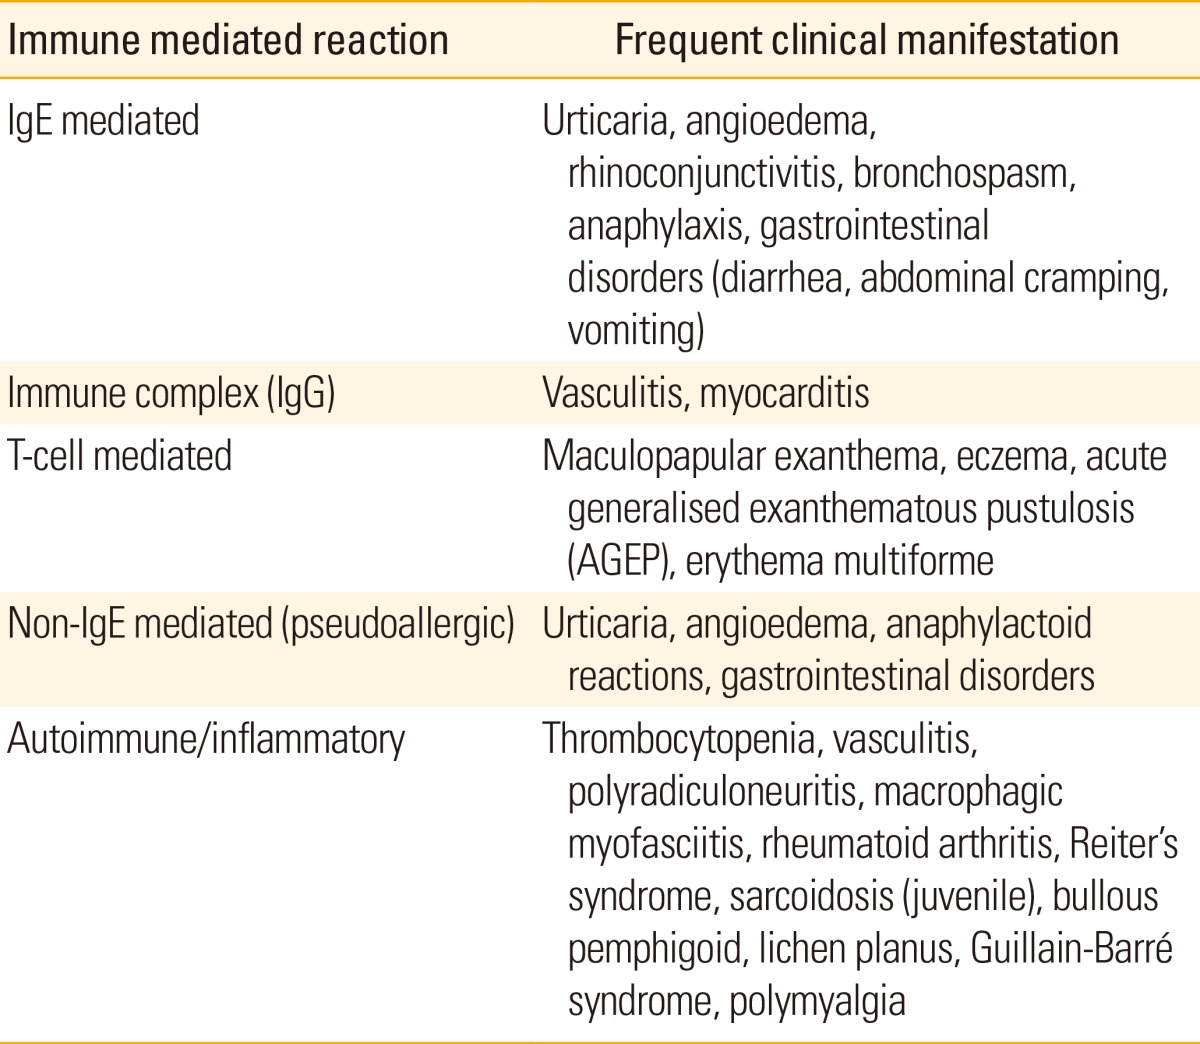 Immune mediated reaction Frequent clinical manifestation
IgE mediated Urticaria, angioedema,
rhinoconjunctivitis, bronchospasm,
anaphylaxis, gastrointestinal
disorders (diarrhea, abdominal cramping,
vomiting)
Immune complex (IgG) Vasculitis, myocarditis
T-cell mediated Maculopapular exanthema, eczema, acute
generalised exanthematous pustulosis
(AGEP), erythema multiforme
Non-IgE mediated (pseudoallergic) Urticaria, angioedema, anaphylactoid
reactions, gastrointestinal disorders
Autoimmune/inflammatory Thrombocytopenia, vasculitis,
polyradiculoneuritis, macrophagic
myofasciitis, rheumatoid arthritis, Reiter’s
syndrome, sarcoidosis (juvenile), bullous
pemphigoid, lichen planus, Guillain-Barré
syndrome, polymyalgia